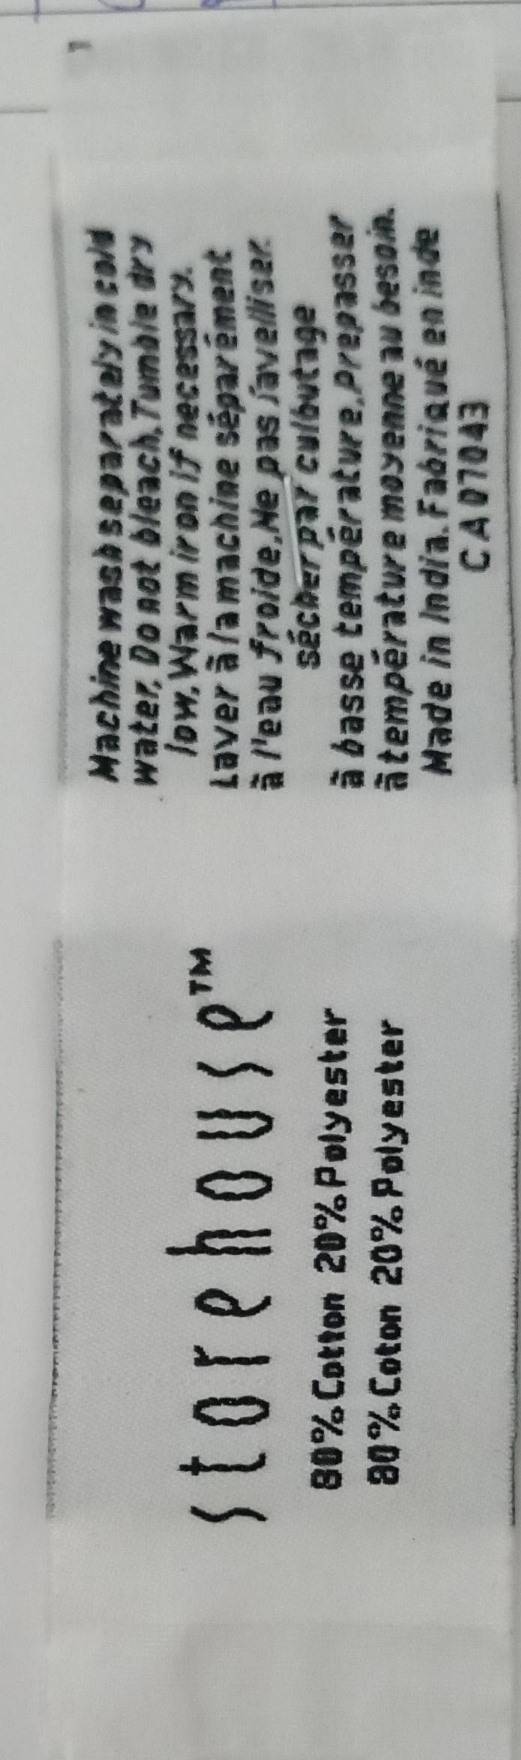 storehouse™
80% Cotton 20% Polyester
80% Coton 20% Polyester
Machine wash separately in cold
water. Do not bleach. Tumble dry
low. Warm iron if necessary.
Laver à la machine séparément
à l'eau froide. Ne pas javelliser.
sécher par culbutage
à basse température. Prepasser
à température moyenne au besoin.
Made in India. Fabriqué en inde
CA 07043